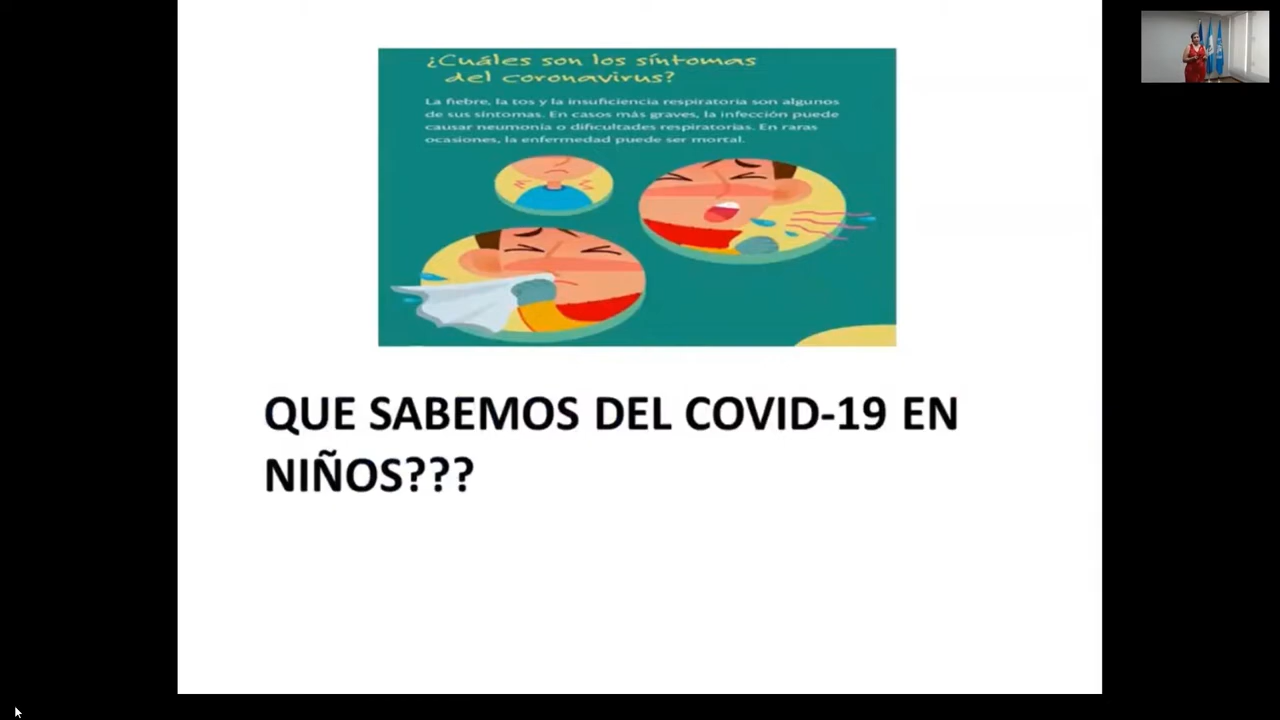 ¿Cuáles son los síntomas
del coronavirus?
La fiebre, la tos y la insuficiencia respiratoria son algunos
de sus síntomas. En casos más graves, la infección puede
causar neumonía o dificultades respiratorias. En raras
ocasiones, la enfermedad puede ser mortal.
QUE SABEMOS DEL COVID-19 EN
NIÑOS???